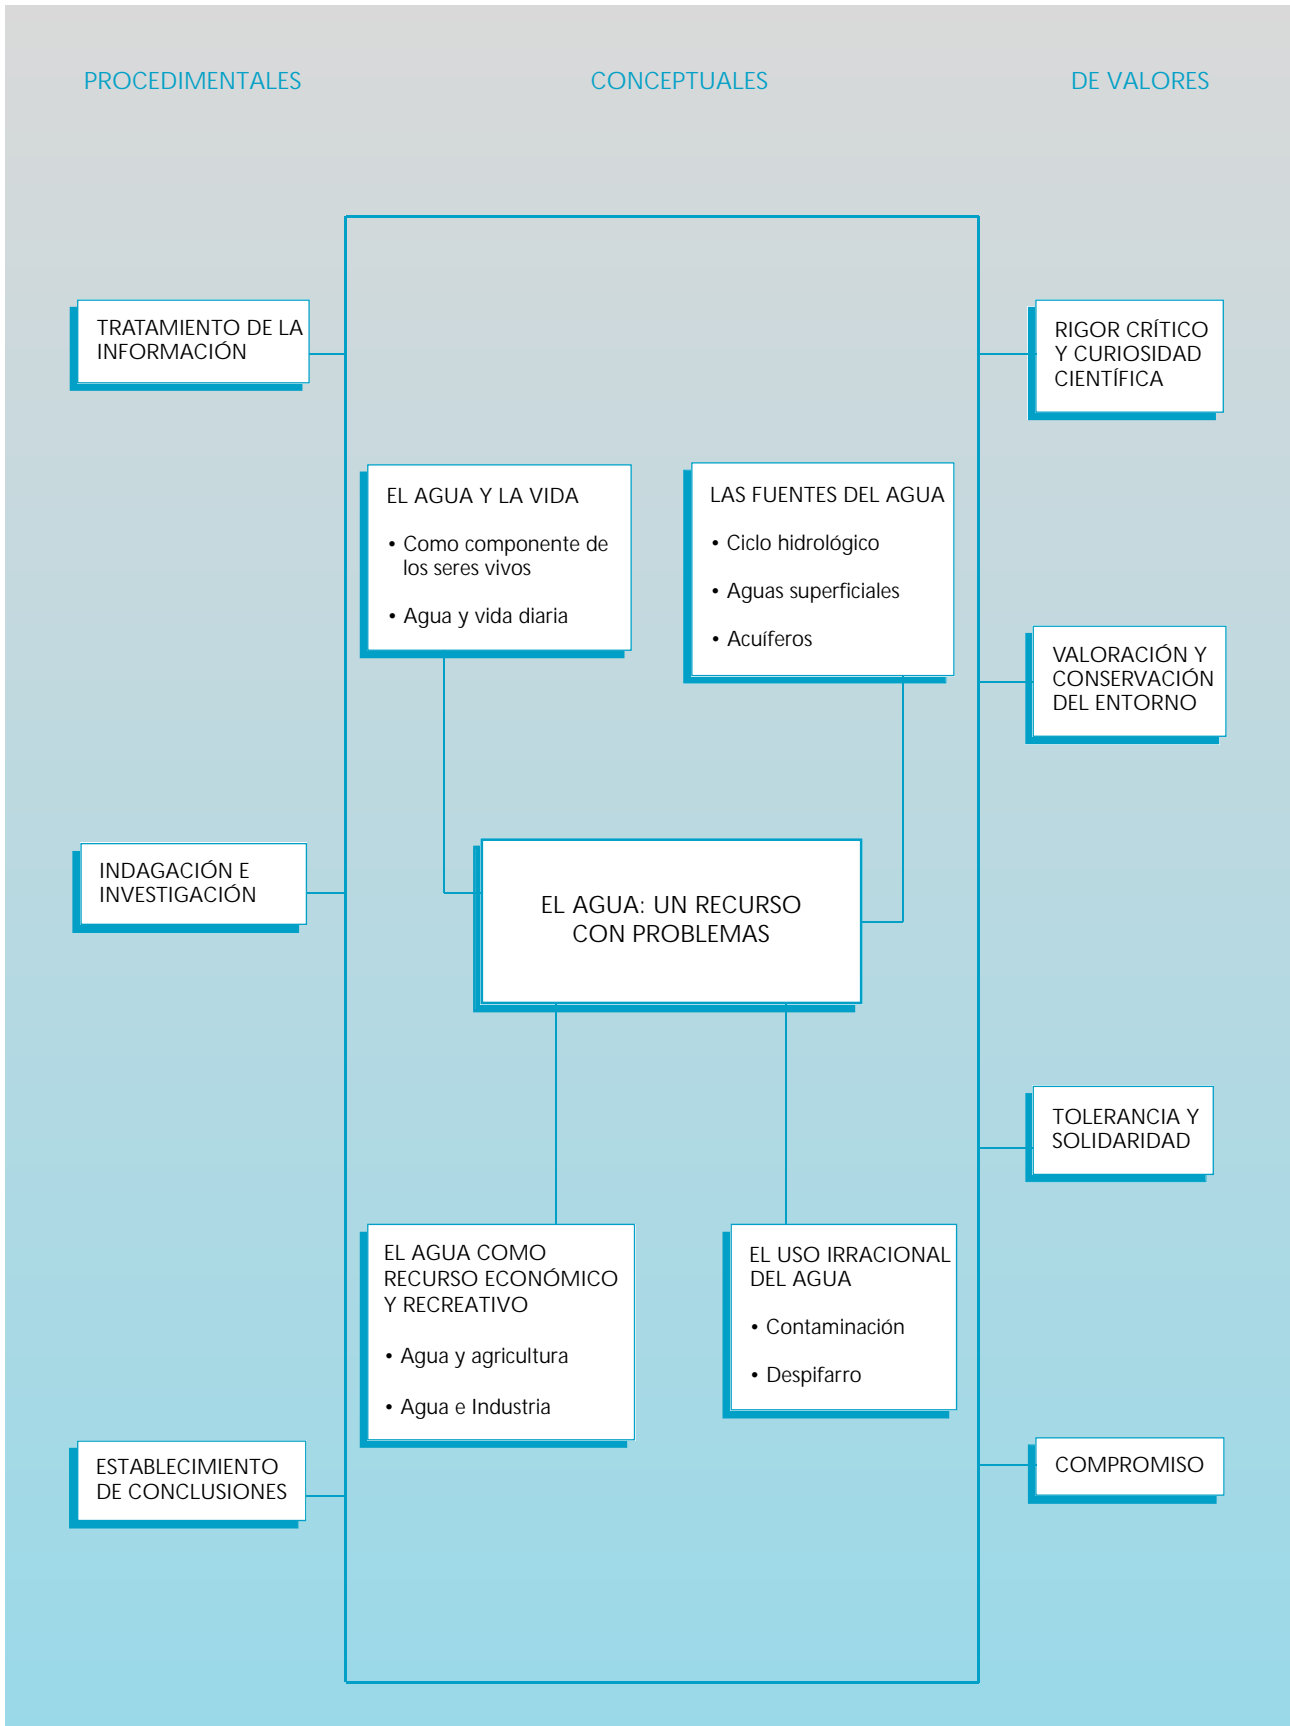 PROCEDIMENTALES
CONCEPTUALES
DE VALORES
TRATAMIENTO DE LA
INFORMACIÓN
RIGOR CRÍTICO
Y CURIOSIDAD
CIENTÍFICA
EL AGUA Y LA VIDA
• Como componente de
los seres vivos
• Agua y vida diaria
LAS FUENTES DEL AGUA
• Ciclo hidrológico
• Aguas superficiales
• Acuíferos
VALORACIÓN Y
CONSERVACIÓN
DEL ENTORNO
INDAGACIÓN E
INVESTIGACIÓN
EL AGUA: UN RECURSO
CON PROBLEMAS
TOLERANCIA Y
SOLIDARIDAD
EL AGUA COMO
RECURSO ECONÓMICO
Y RECREATIVO
• Agua y agricultura
• Agua e Industria
EL USO IRRACIONAL
DEL AGUA
• Contaminación
• Despifarro
ESTABLECIMIENTO
DE CONCLUSIONES
COMPROMISO